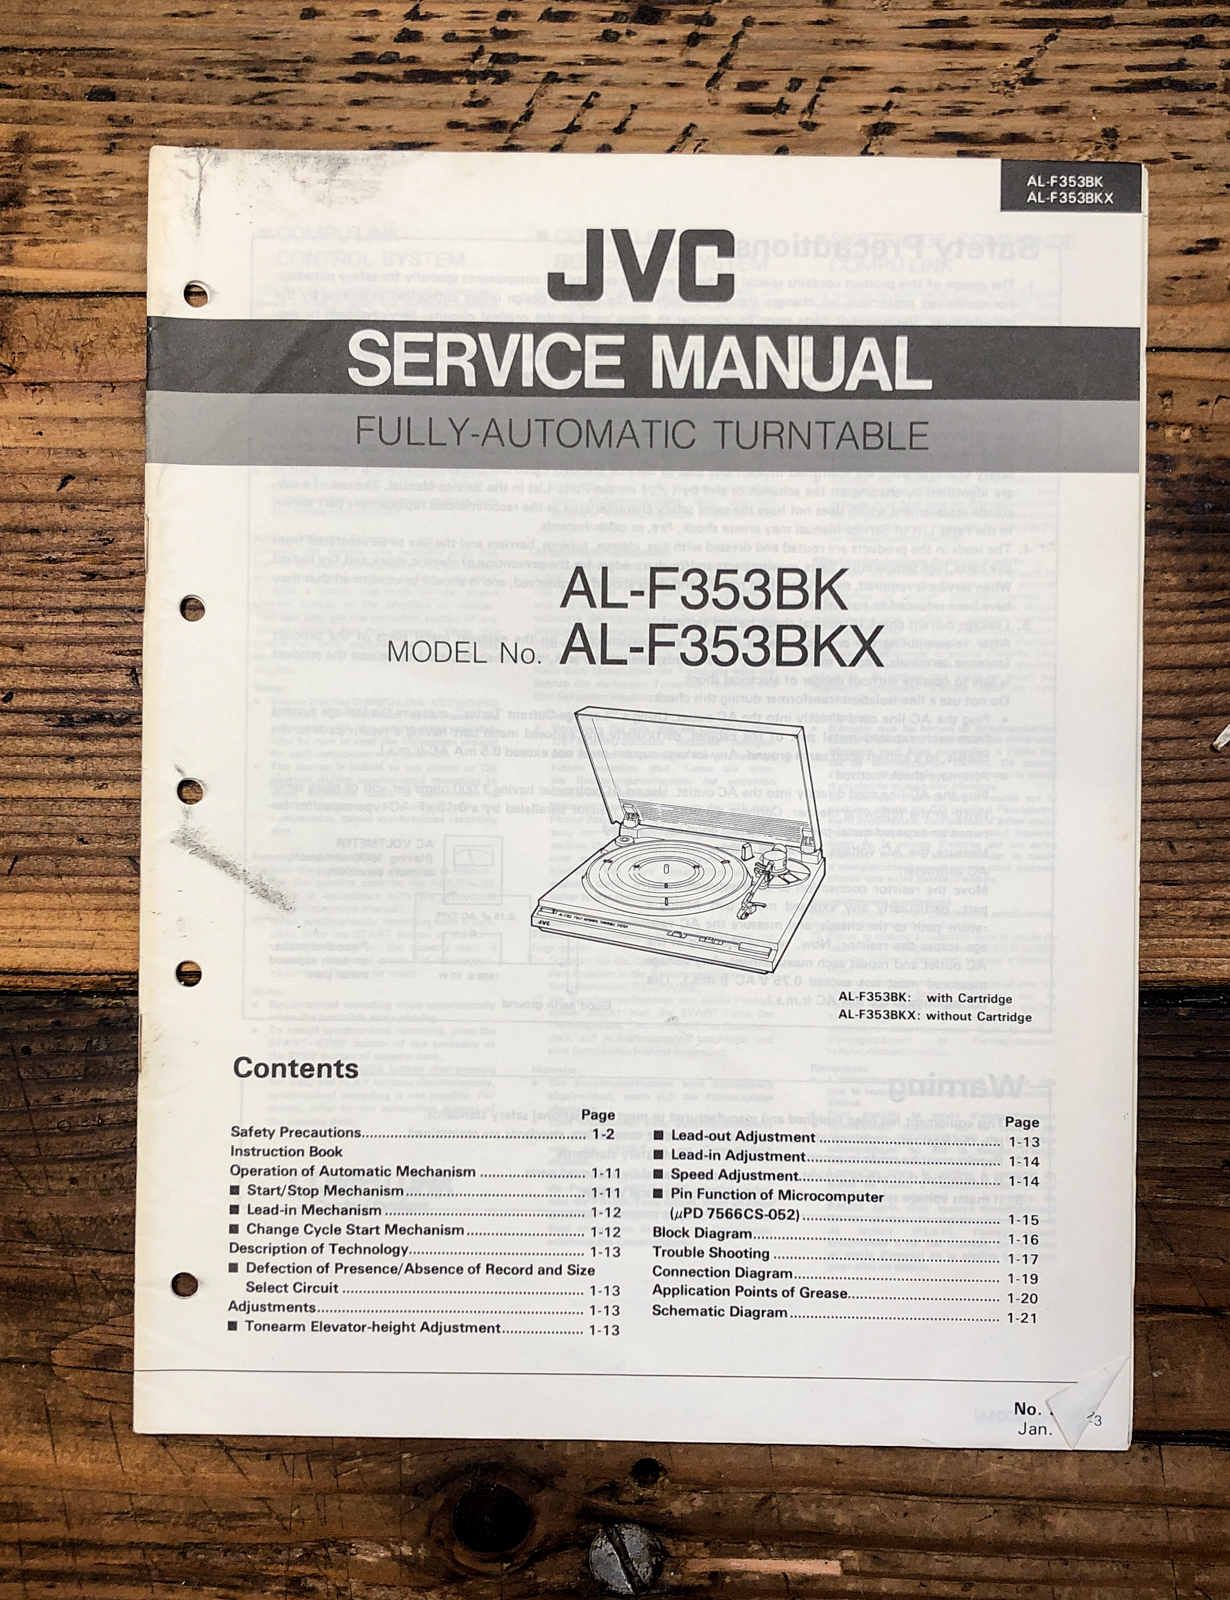 AL-F353BK
AL-F353BKX
JVC
SERVICE MANUAL
FULLY-AUTOMATIC TURNTABLE
AL-F353BK
MODEL No. AL-F353BKX
JVC
AL-F353BK: with Cartridge
AL-F353BKX: without Cartridge
Contents
Page
Safety Precautions 1-2
Instruction Book
Operation of Automatic Mechanism 1-11
■ Start/Stop Mechanism 1-11
■ Lead-in Mechanism 1-12
■ Change Cycle Start Mechanism 1-12
Description of Technology 1-13
■ Defection of Presence/Absence of Record and Size
Select Circuit 1-13
Adjustments 1-13
■ Tonearm Elevator-height Adjustment 1-13
Page
■ Lead-out Adjustment 1-13
■ Lead-in Adjustment 1-14
■ Speed Adjustment 1-14
■ Pin Function of Microcomputer
(μPD 7566CS-052) 1-15
Block Diagram 1-16
Trouble Shooting 1-17
Connection Diagram 1-19
Application Points of Grease 1-20
Schematic Diagram 1-21
No.
Jan.